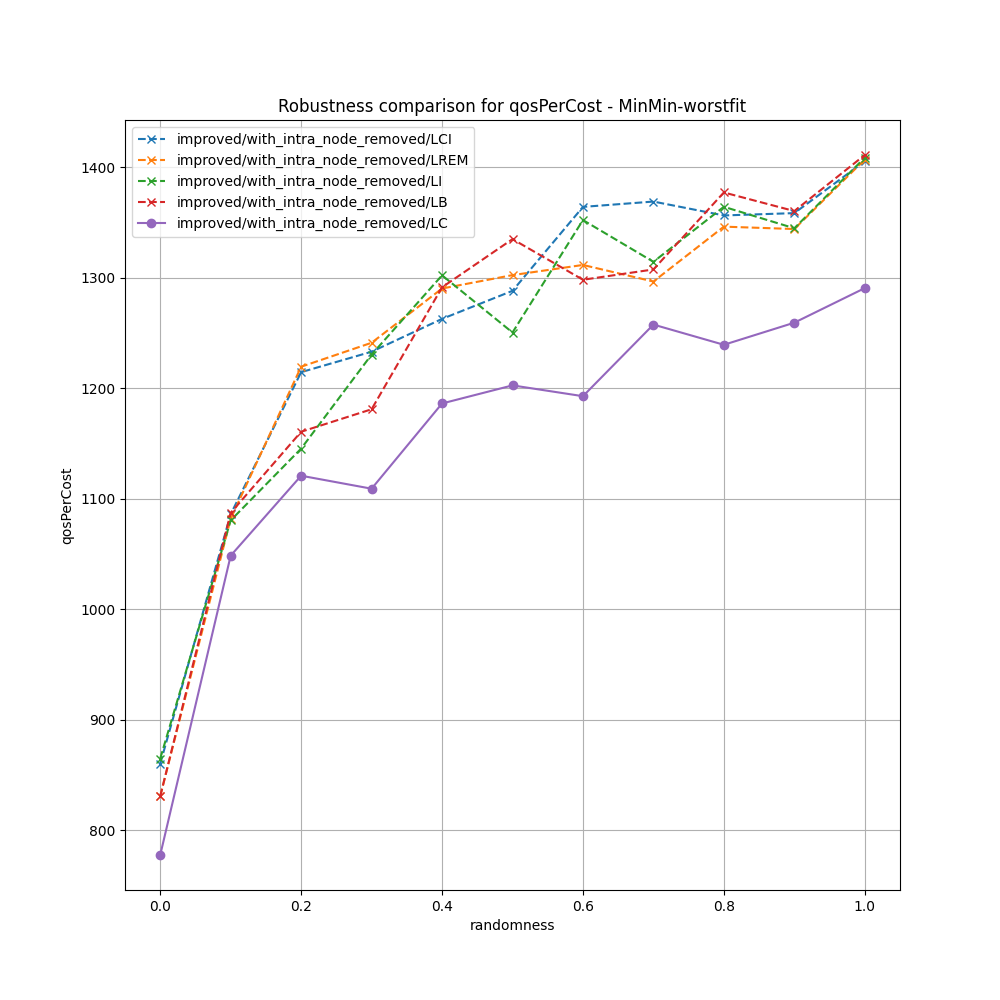 Robustness comparison for qosPerCost - MinMin-worstfit
improved/with_intra_node_removed/LCI
improved/with_intra_node_removed/LREM
improved/with_intra_node_removed/LI
improved/with_intra_node_removed/LB
improved/with_intra_node_removed/LC
1400
1300
1200
1100
1000
900
800
qosPerCost
0.0 0.2 0.4 0.6 0.8 1.0
randomness